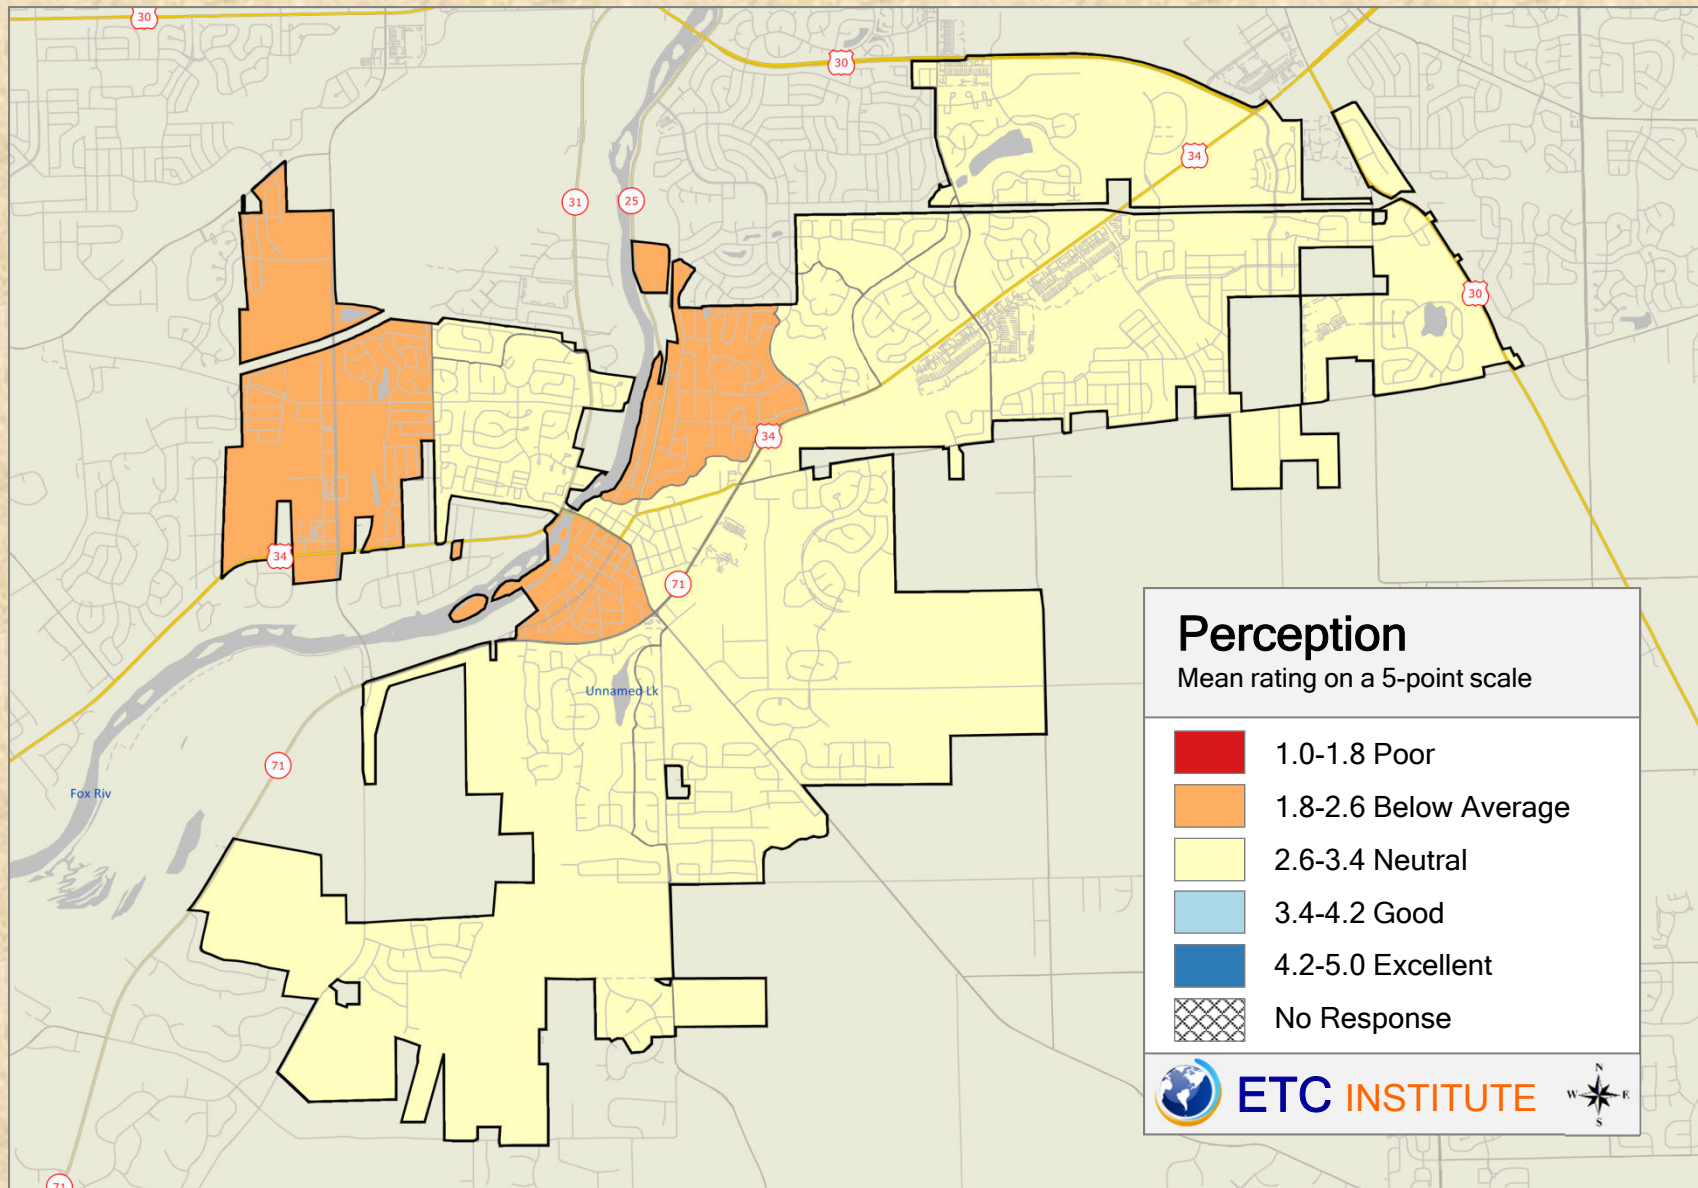 30
30
34
31
25
30
34
34
71
Unnamed Lk
71
Fox Riv
71
Perception
Mean rating on a 5-point scale
1.0-1.8 Poor
1.8-2.6 Below Average
2.6-3.4 Neutral
3.4-4.2 Good
4.2-5.0 Excellent
No Response
ETC INSTITUTE
N
W E
S